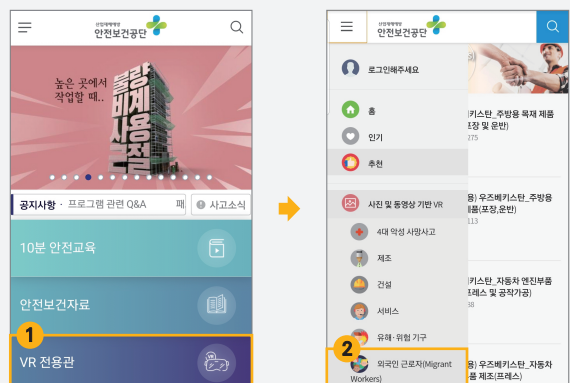 산업재해예방
안전보건공단
높은 곳에서
작업할 때..
불량
비계
사용
금절
공지사항 · 프로그램 관련 Q&A
패
사고소식
10분 안전교육
안전보건자료
1
VR 전용관
VR
산업재해예방
안전보건공단
로그인해주세요
홈
인기
추천
사진 및 동영상 기반 VR
4대 악성 사망사고
제조
건설
서비스
유해·위험 기구
2
외국인 근로자(Migrant
Workers)
키스탄_주방용 목재 제품
포장 및 운반)
275
용) 우즈베키스탄_주방용
제품(포장,운반)
113
키스탄_자동차 엔진부품
프레스 및 공작가공)
38
용) 우즈베키스탄_자동차
품 제조(프레스)